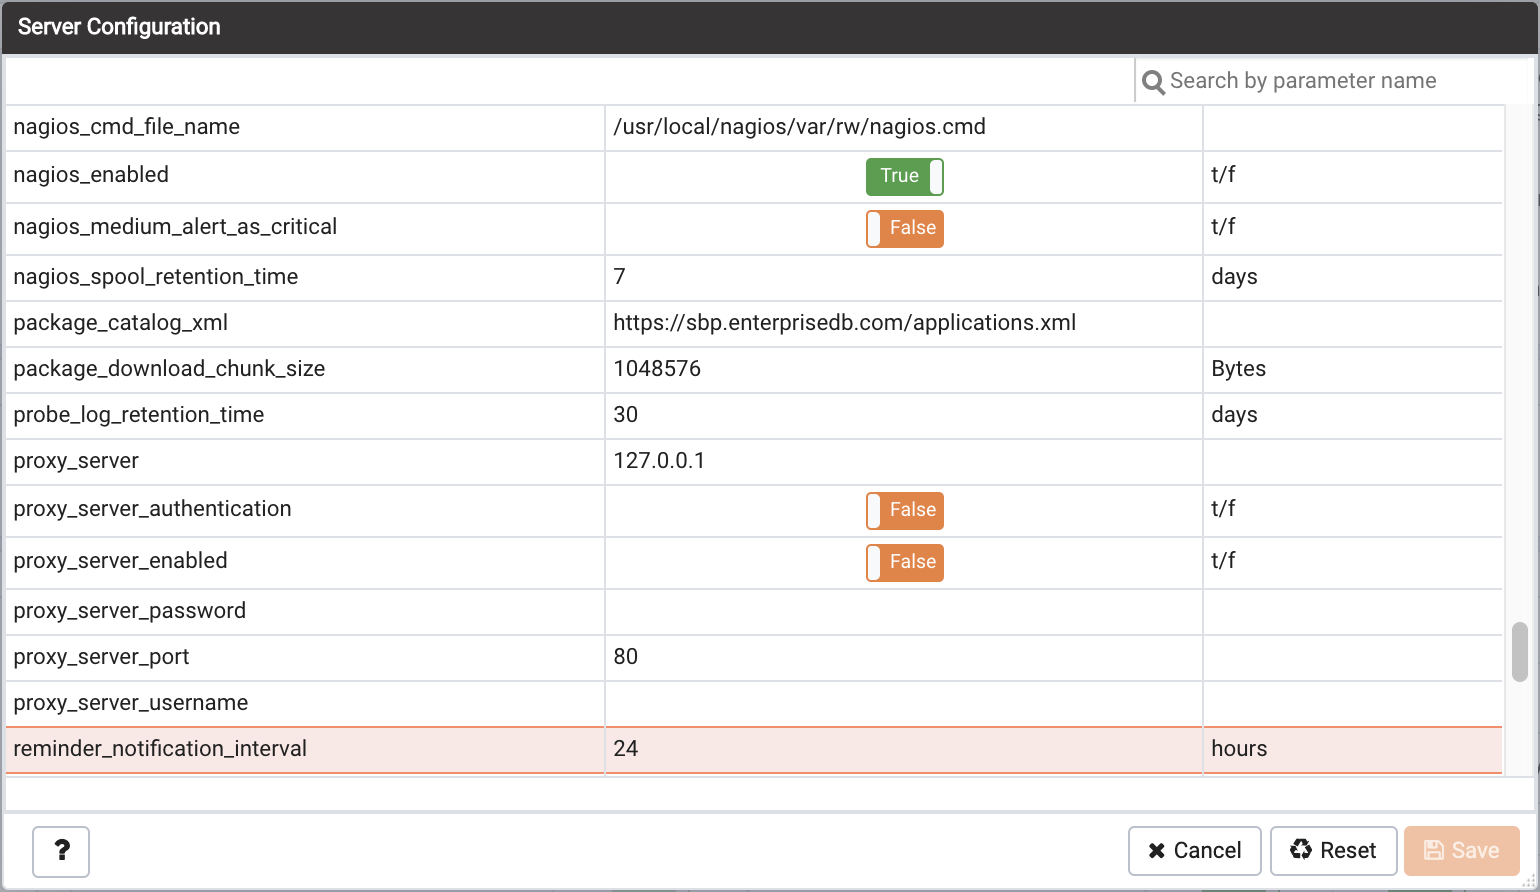 Server Configuration
Search by parameter name
nagios_cmd_file_name /usr/local/nagios/var/rw/nagios.cmd
nagios_enabled True t/f
nagios_medium_alert_as_critical False t/f
nagios_spool_retention_time 7 days
package_catalog_xml https://sbp.enterprisedb.com/applications.xml
package_download_chunk_size 1048576 Bytes
probe_log_retention_time 30 days
proxy_server 127.0.0.1
proxy_server_authentication False t/f
proxy_server_enabled False t/f
proxy_server_password
proxy_server_port 80
proxy_server_username
reminder_notification_interval 24 hours
? Cancel Reset Save